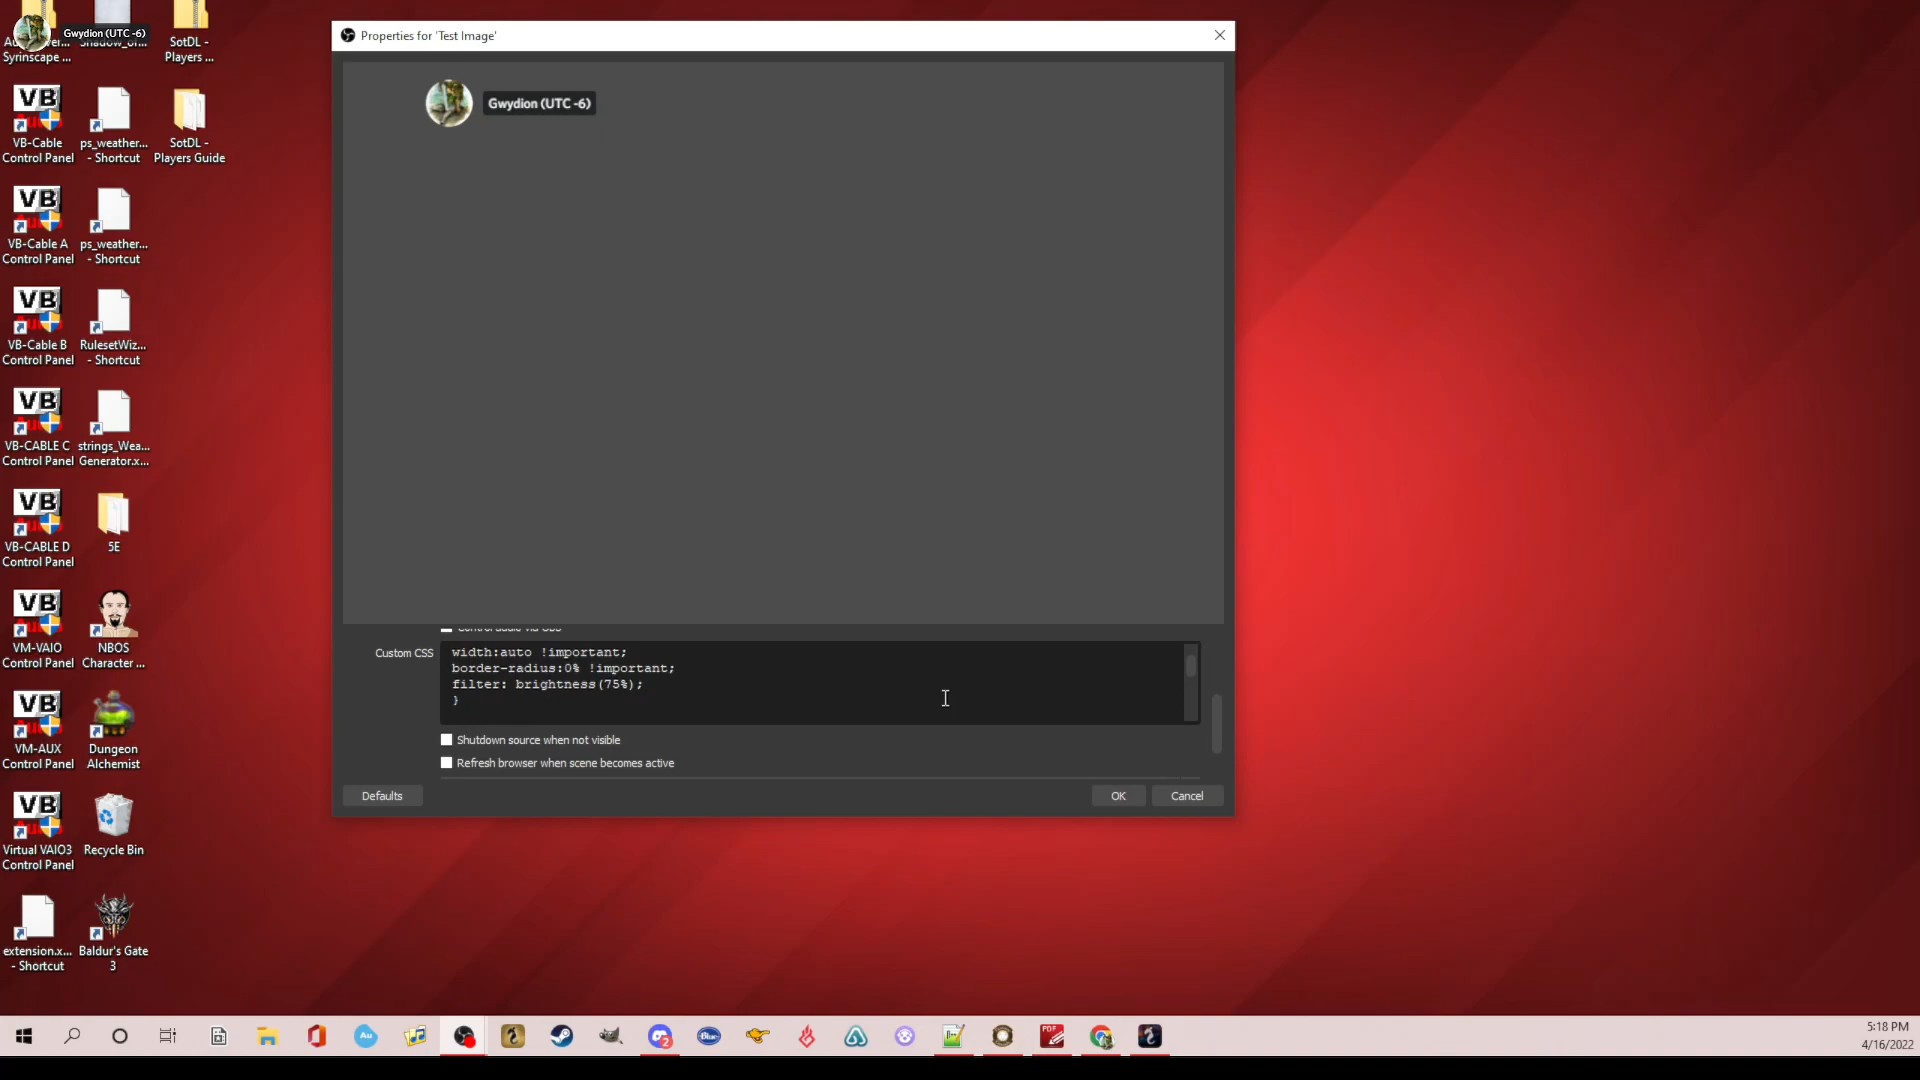 Gwydion (UTC -6)
Syrinscape ...
SotDL -
Players ...
VB-Cable
Control Panel
ps_weather...
- Shortcut
SotDL -
Players Guide
VB-Cable A
Control Panel
ps_weather...
- Shortcut
VB-Cable B
Control Panel
RulesetWiz...
- Shortcut
VB-CABLE C
Control Panel
strings_Wea...
Generator.x...
VB-CABLE D
Control Panel
5E
VM-VAIO
Control Panel
NBOS
Character ...
VM-AUX
Control Panel
Dungeon
Alchemist
Virtual VAIO3
Control Panel
Recycle Bin
extension.x...
- Shortcut
Baldur's Gate
3
Properties for 'Test Image'
Gwydion (UTC -6)
Control audio via OBS
Custom CSS
width:auto !important;
border-radius:0% !important;
filter: brightness(75%);
}
Shutdown source when not visible
Refresh browser when scene becomes active
Defaults
OK
Cancel
5:18 PM
4/16/2022